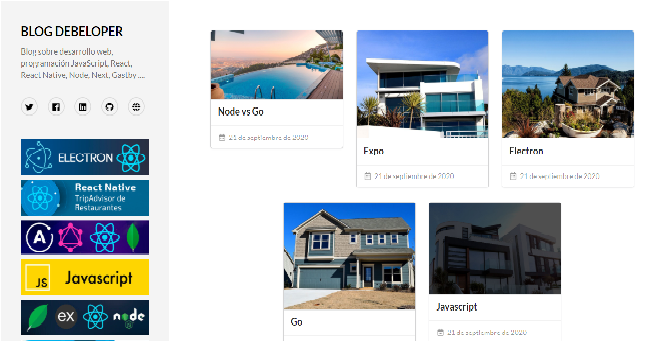 BLOG DEBELOPER
Blog sobre desarrollo web,
programación JavaScript, React,
React Native, Node, Next, Gastby ....
ELECTRON
React Native
TripAdvisor de
Restaurantes
JS
Javascript
ex
node
Node vs Go
21 de septiembre de 2020
Expo
21 de septiembre de 2020
Electron
21 de septiembre de 2020
Go
Javascript
21 de septiembre de 2020